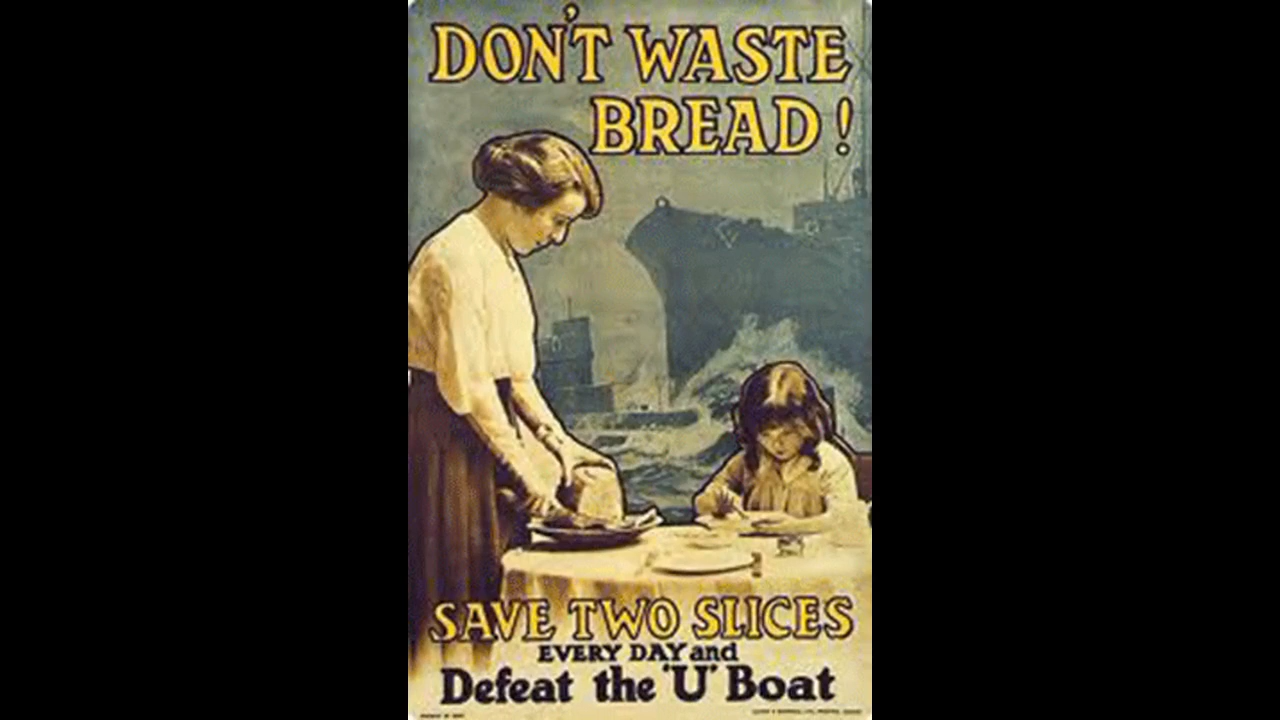 DON'T WASTE
BREAD!
SAVE TWO SLICES
EVERY DAY and
Defeat the 'U' Boat